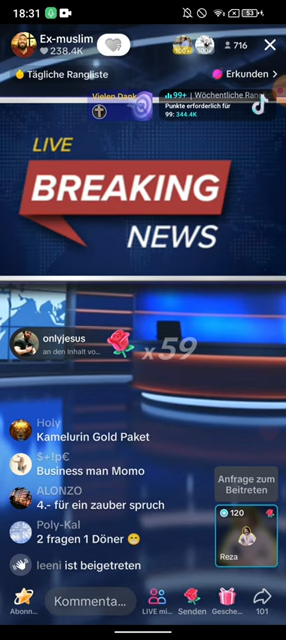 18:31
Ex-muslim
238.4K
716
Tägliche Rangliste
Erkunden >
Vielen Dank
99+ | Wöchentliche Ran
Punkte erforderlich für
99: 344.4K
LIVE
BREAKING
NEWS
onlyjesus
an den Inhalt vo...
x59
Holy
Kamelurin Gold Paket
$+!p€
Business man Momo
ALONZO
4.- für ein zauber spruch
Poly-Kal
2 fragen 1 Döner 😁
leeni ist beigetreten
Anfrage zum
Beitreten
120
Reza
Abonn...
Kommenta...
LIVE mi...
Senden
Gesche...
101